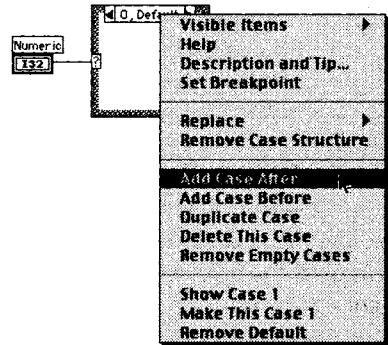 0, Default
Numeric
I32
?
Visible Items
Help
Description and Tip...
Set Breakpoint
Replace
Remove Case Structure
Add Case After
Add Case Before
Duplicate Case
Delete This Case
Remove Empty Cases
Show Case 1
Make This Case 1
Remove Default